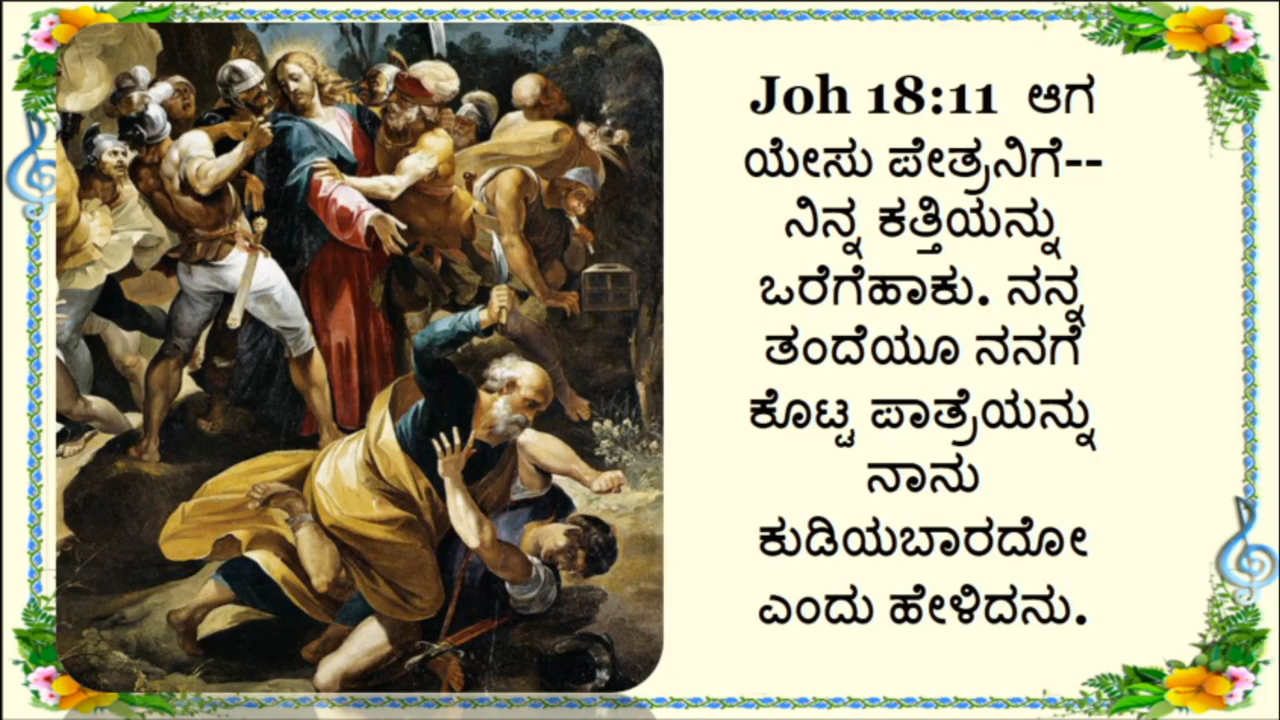 Joh 18:11 ಆಗ
ಯೇಸು ಪೇತ್ರನಿಗೆ--
ನಿನ್ನ ಕತ್ತಿಯನ್ನು
ಒರೆಗೆಹಾಕು. ನನ್ನ
ತಂದೆಯೂ ನನಗೆ
ಕೊಟ್ಟ ಪಾತ್ರೆಯನ್ನು
ನಾನು
ಕುಡಿಯಬಾರದೋ
ಎಂದು ಹೇಳಿದನು.